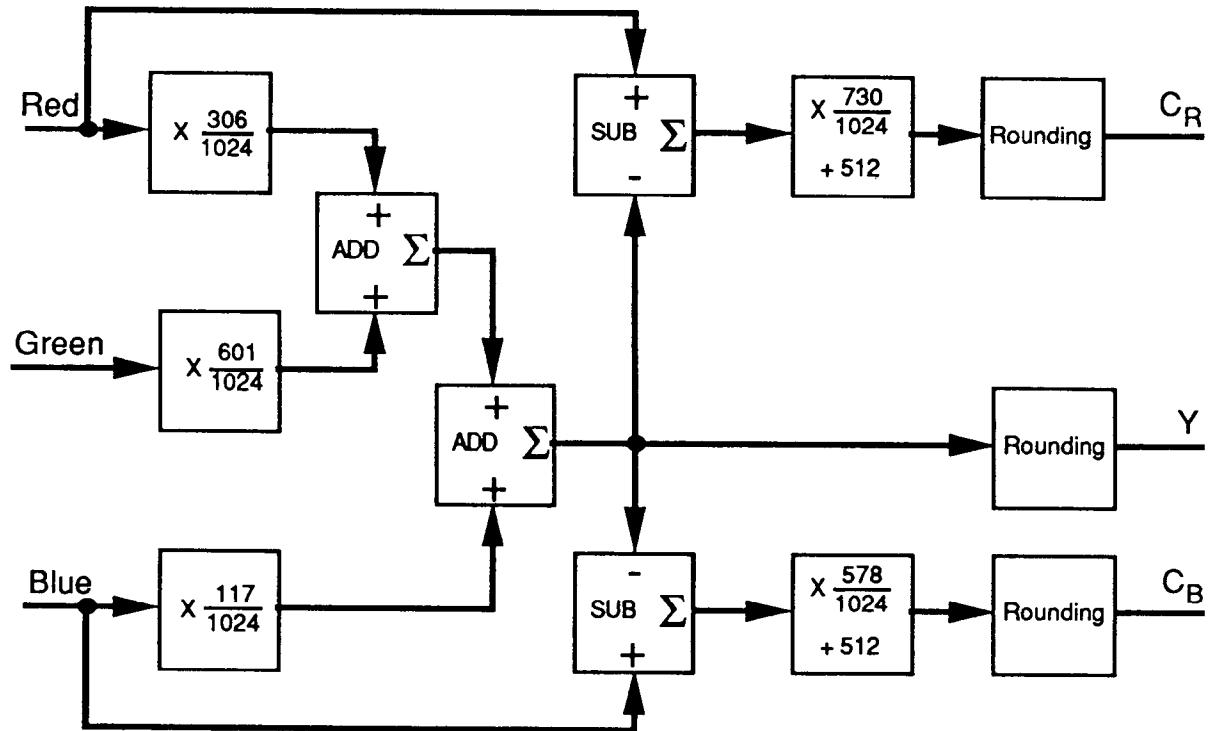 Red
× 306/1024
+
ADD Σ
+
+
SUB Σ
-
× 730/1024
+ 512
Rounding
C_R
Green
× 601/1024
+
ADD Σ
+
Rounding
Y
Blue
× 117/1024
-
SUB Σ
+
× 578/1024
+ 512
Rounding
C_B